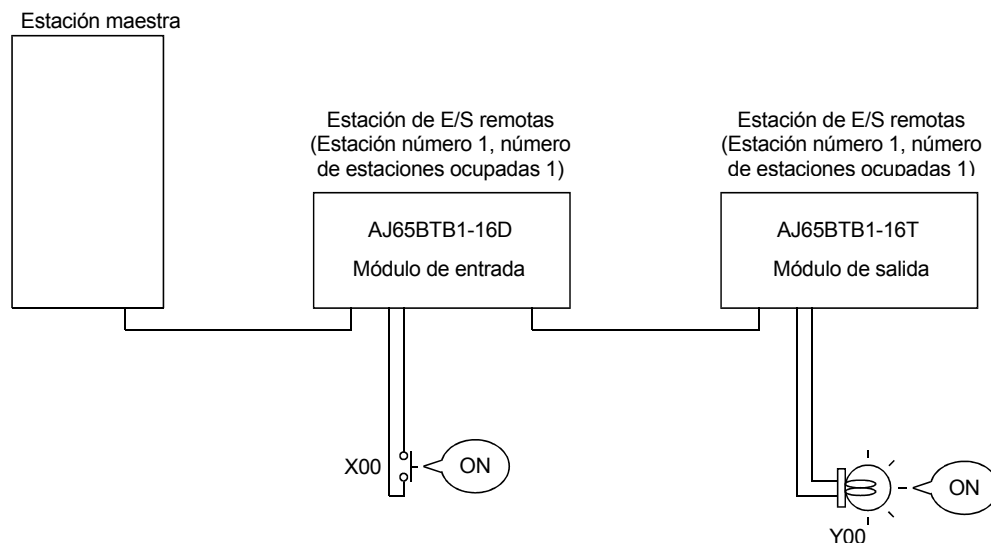 Estación maestra
Estación de E/S remotas
(Estación número 1, número
de estaciones ocupadas 1)
AJ65BTB1-16D
Módulo de entrada
Estación de E/S remotas
(Estación número 1, número
de estaciones ocupadas 1)
AJ65BTB1-16T
Módulo de salida
X00
ON
ON
Y00